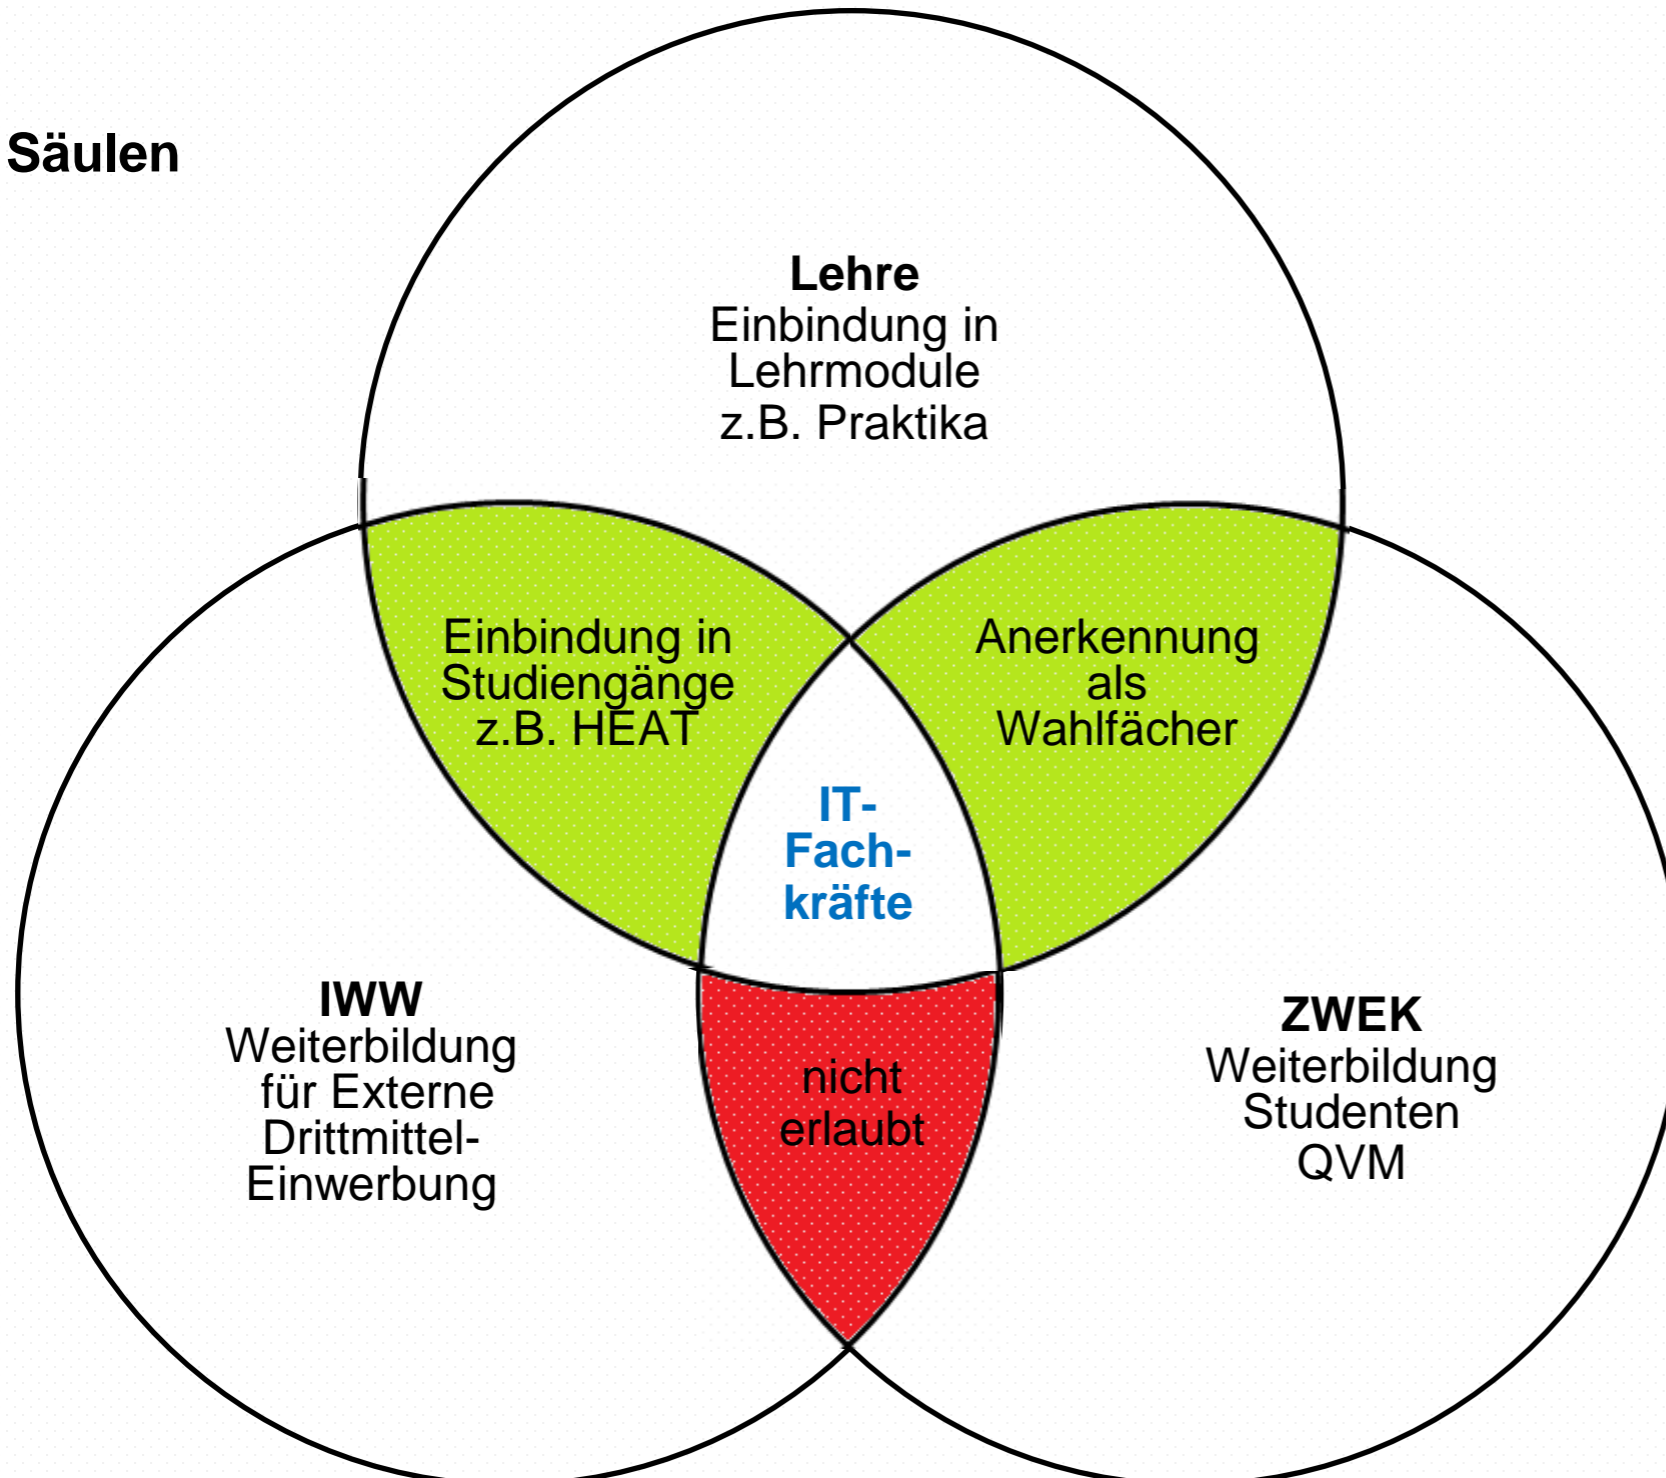 Säulen
Lehre
Einbindung in
Lehrmodule
z.B. Praktika
Einbindung in
Studiengänge
z.B. HEAT
Anerkennung
als
Wahlfächer
IT-
Fach-
kräfte
IWW
Weiterbildung
für Externe
Drittmittel-
Einwerbung
nicht
erlaubt
ZWEK
Weiterbildung
Studenten
QVM